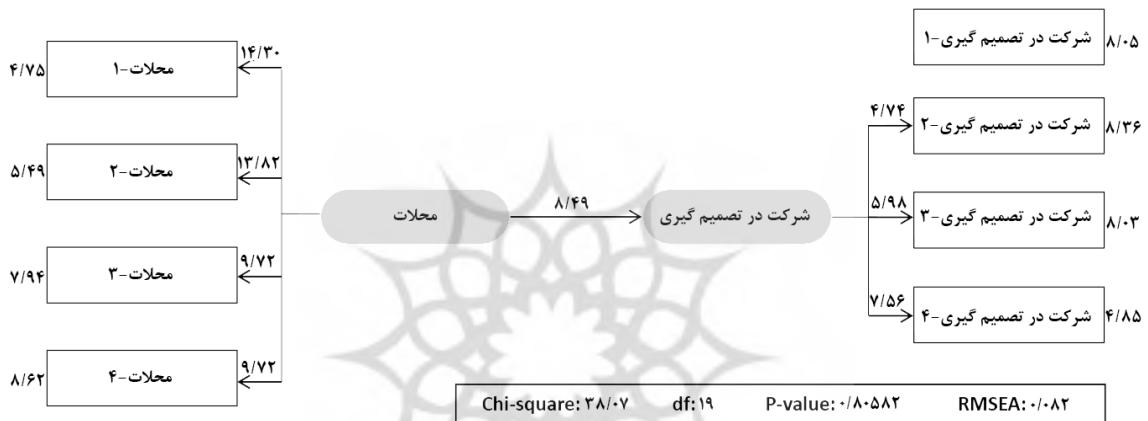 شرکت در تصمیم گیری-۱
۸/۰۵
۱۴/۳۰
محلات-۱
۴/۷۵
۴/۷۴
شرکت در تصمیم گیری-۲
۸/۳۶
۱۳/۸۲
محلات-۲
۵/۴۹
محلات
۸/۴۹
شرکت در تصمیم گیری
۵/۹۸
شرکت در تصمیم گیری-۳
۸/۰۳
۹/۷۲
محلات-۳
۷/۹۴
۷/۵۶
شرکت در تصمیم گیری-۴
۴/۸۵
۹/۷۲
محلات-۴
۸/۶۲
Chi-square: ۳۸/۰۷ df: ۱۹ P-value: ۰/۸۰۵۸۲ RMSEA: ۰/۰۸۲